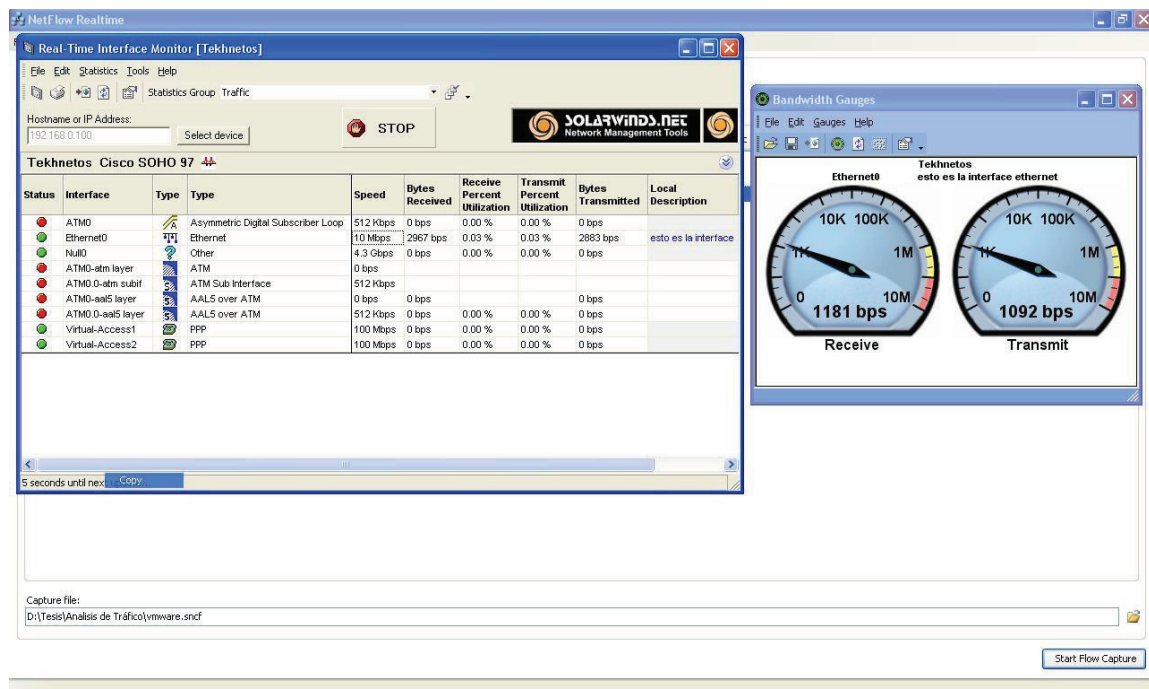 NetFlow Realtime
Real-Time Interface Monitor [Tekhnetos]
File Edit Statistics Tools Help
Statistics Group Traffic
Hostname or IP Address:
192.168.0.100
Select device
STOP
SOLARWINDS.NET
Network Management Tools
Tekhnetos Cisco SOHO 97
Status Interface Type Type Speed Bytes Received Receive Percent Utilization Transmit Percent Utilization Bytes Transmitted Local Description
ATM0 Asymmetric Digital Subscriber Loop 512 Kbps 0 bps 0.00 % 0.00 % 0 bps
Ethernet0 Ethernet 10 Mbps 2967 bps 0.03 % 0.03 % 2883 bps esto es la interface
Null0 Other 4.3 Gbps 0 bps 0.00 % 0.00 % 0 bps
ATM0-atm layer ATM 0 bps
ATM0.0-atm subif ATM Sub Interface 512 Kbps
ATM0-aal5 layer AAL5 over ATM 0 bps 0 bps 0 bps
ATM0.0-aal5 layer AAL5 over ATM 512 Kbps 0 bps 0.00 % 0.00 % 0 bps
Virtual-Access1 PPP 100 Mbps 0 bps 0.00 % 0.00 % 0 bps
Virtual-Access2 PPP 100 Mbps 0 bps 0.00 % 0.00 % 0 bps
5 seconds until nex
Copy
Bandwidth Gauges
File Edit Gauges Help
Tekhnetos
Ethernet0 esto es la interface ethernet
10K 100K
1K 1M
0 10M
1181 bps
Receive
10K 100K
1K 1M
0 10M
1092 bps
Transmit
Capture file:
D:\Tesis\Analisis de Tráfico\vmware.sncf
Start Flow Capture